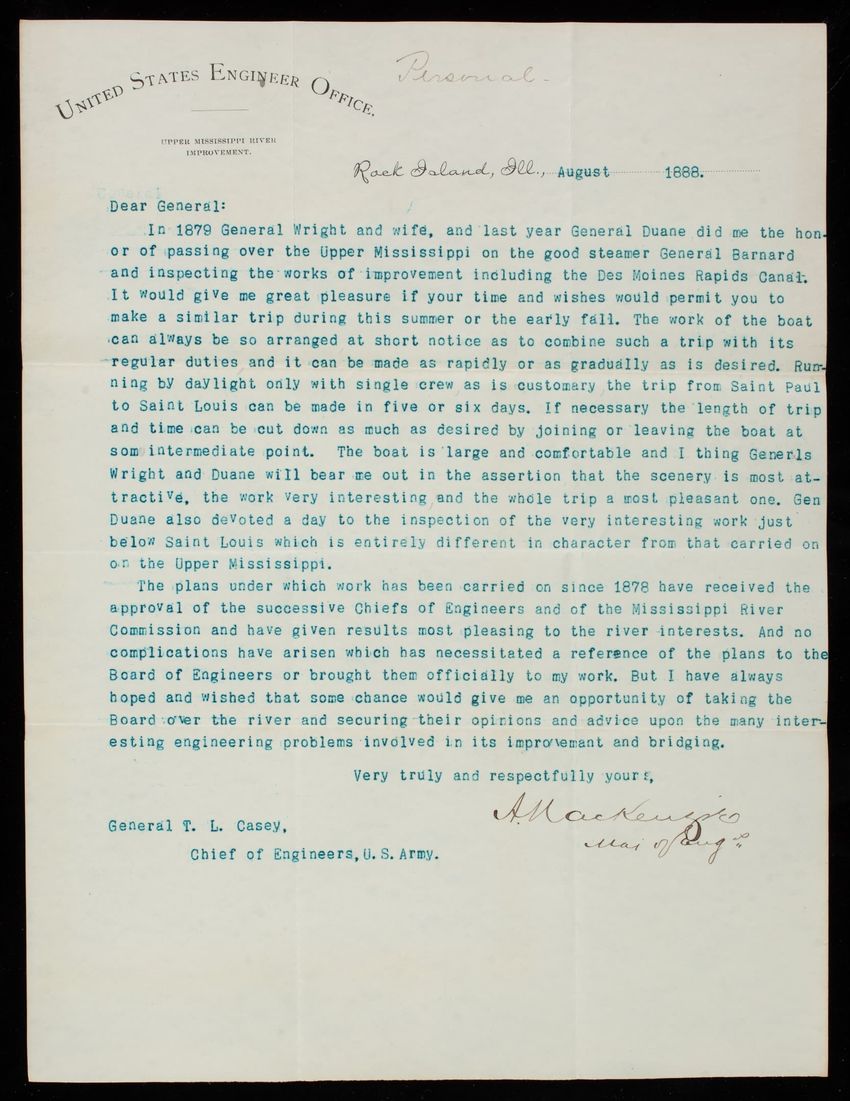 Personal-
UNITED STATES ENGINEER OFFICE.
UPPER MISSISSIPPI RIVER
IMPROVEMENT.
Rock Island, Ill., August 1888.
Dear General:
In 1879 General Wright and wife, and last year General Duane did me the hon-
or of passing over the Upper Mississippi on the good steamer General Barnard
and inspecting the works of improvement including the Des Moines Rapids Canal.
It would give me great pleasure if your time and wishes would permit you to
make a similar trip during this summer or the early fall. The work of the boat
can always be so arranged at short notice as to combine such a trip with its
regular duties and it can be made as rapidly or as gradually as is desired. Run-
ning by daylight only with single crew as is customary the trip from Saint Paul
to Saint Louis can be made in five or six days. If necessary the length of trip
and time can be cut down as much as desired by joining or leaving the boat at
som intermediate point. The boat is large and comfortable and I thing Generls
Wright and Duane will bear me out in the assertion that the scenery is most at-
tractive, the work very interesting and the whole trip a most pleasant one. Gen
Duane also devoted a day to the inspection of the very interesting work just
below Saint Louis which is entirely different in character from that carried on
on the Upper Mississippi.
The plans under which work has been carried on since 1878 have received the
approval of the successive Chiefs of Engineers and of the Mississippi River
Commission and have given results most pleasing to the river interests. And no
complications have arisen which has necessitated a reference of the plans to the
Board of Engineers or brought them officially to my work. But I have always
hoped and wished that some chance would give me an opportunity of taking the
Board over the river and securing their opinions and advice upon the many inter-
esting engineering problems involved in its improvemant and bridging.
Very truly and respectfully yours,
A. MacKenzie
Maj of Engrs
General T. L. Casey,
Chief of Engineers, U.S. Army.